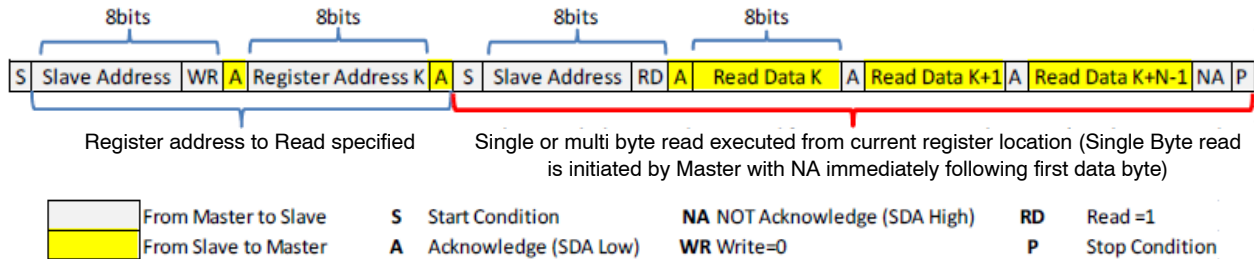 8bits 8bits 8bits 8bits
S Slave Address WR A Register Address K A S Slave Address RD A Read Data K A Read Data K+1 A Read Data K+N-1 NA P
Register address to Read specified
Single or multi byte read executed from current register location (Single Byte read
is initiated by Master with NA immediately following first data byte)
From Master to Slave S Start Condition NA NOT Acknowledge (SDA High) RD Read =1
From Slave to Master A Acknowledge (SDA Low) WR Write=0 P Stop Condition